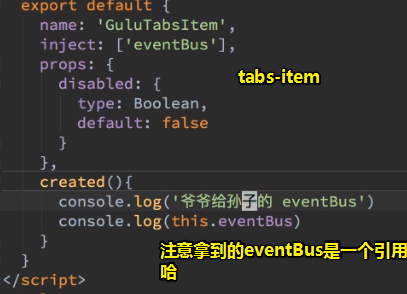 export default {
name: 'GuluTabsItem',
inject: ['eventBus'],
props: {
tabs-item
disabled: {
type: Boolean,
default: false
}
},
created(){
console.log('爷爷给孙子的 eventBus')
console.log(this.eventBus)
}
注意拿到的eventBus是一个引用
}
哈
</script>